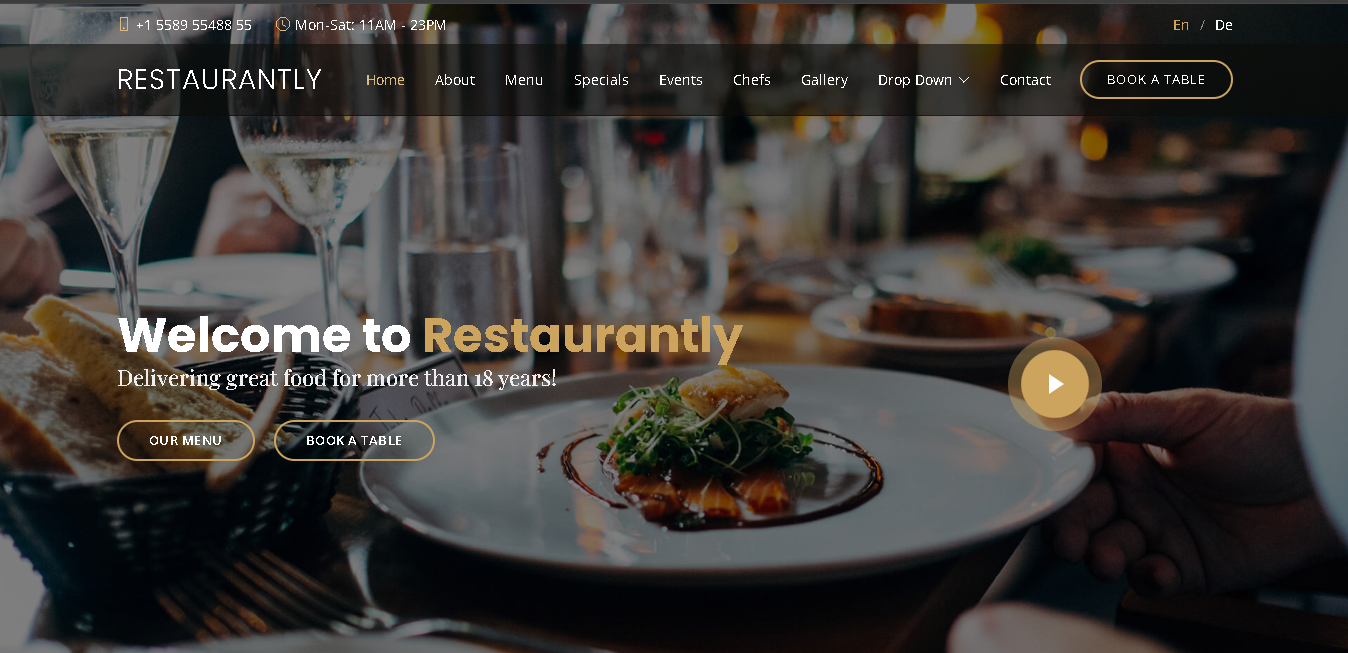 +1 5589 55488 55 Mon-Sat: 11AM - 23PM En / De
RESTAURANTLY Home About Menu Specials Events Chefs Gallery Drop Down Contact BOOK A TABLE
Welcome to Restaurantly
Delivering great food for more than 18 years!
OUR MENU BOOK A TABLE